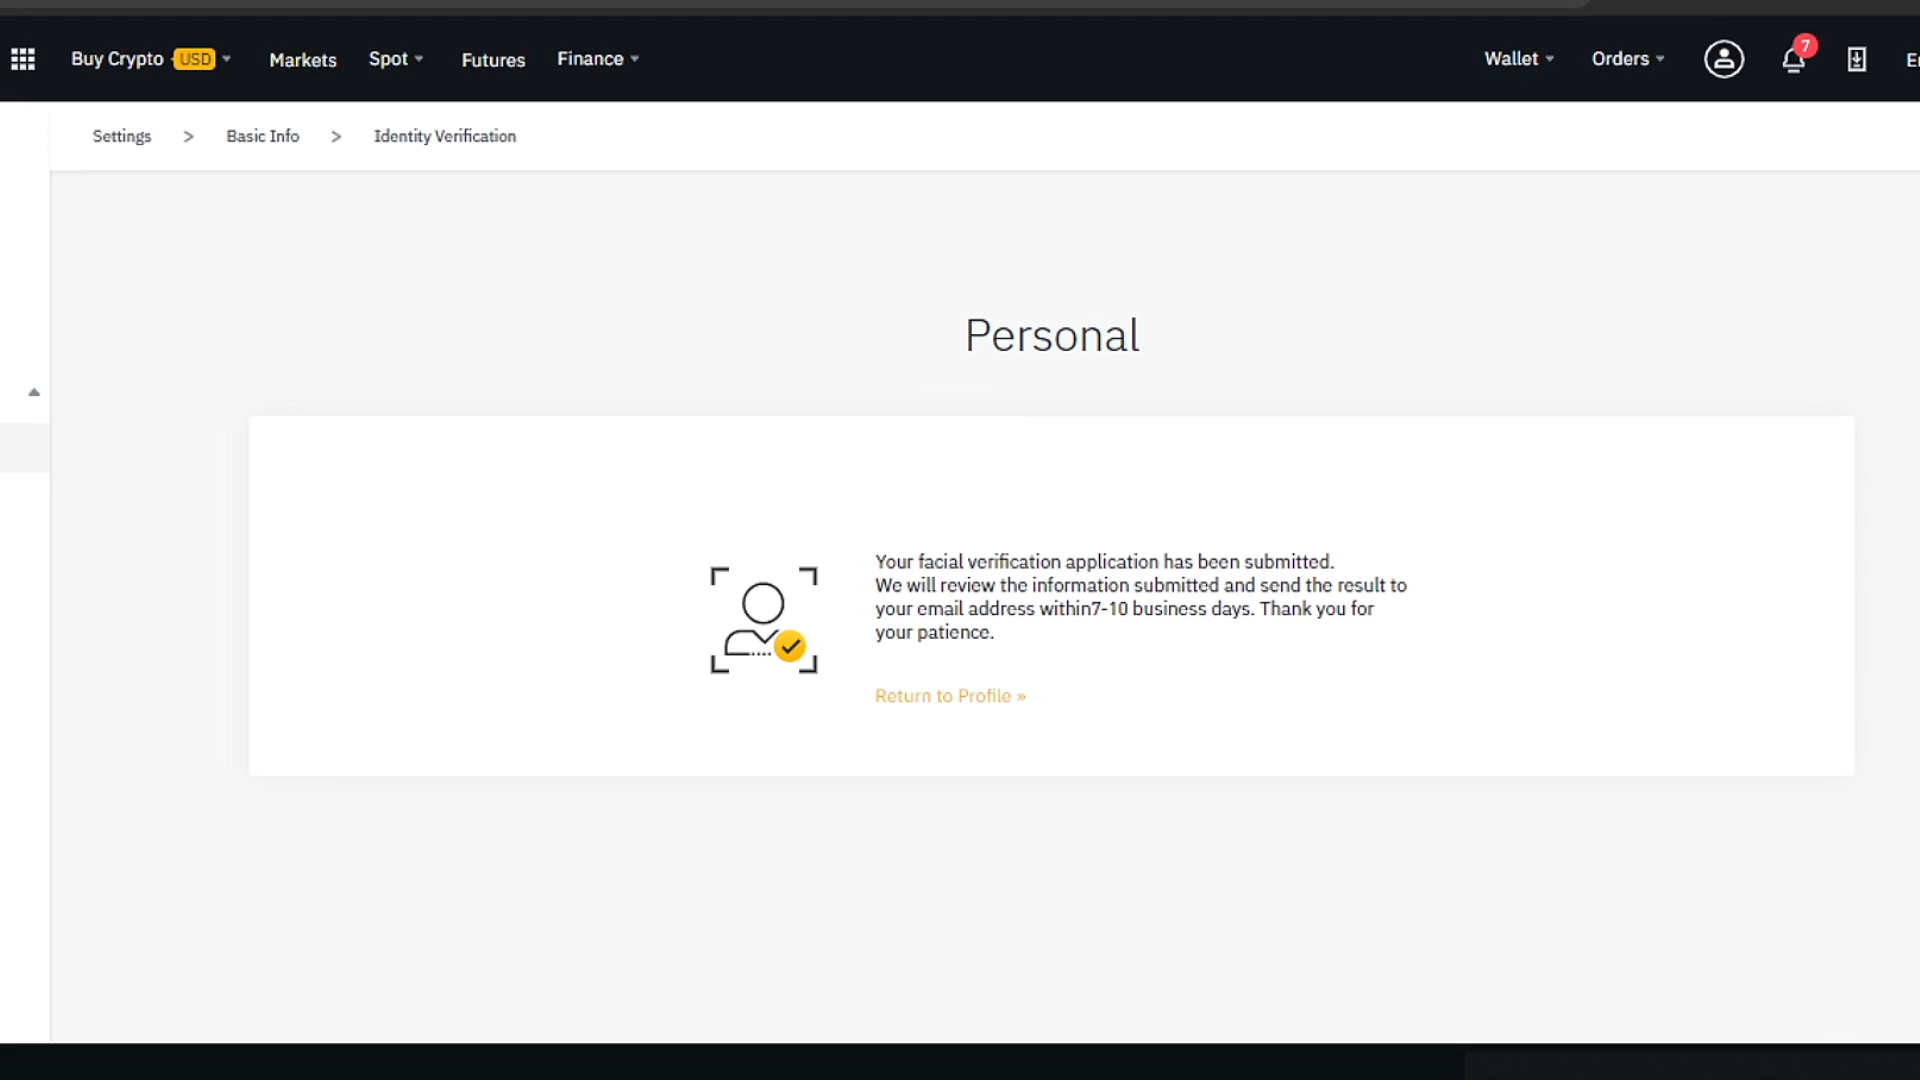 Buy Crypto USD Markets Spot Futures Finance Wallet Orders 7
Settings > Basic Info > Identity Verification
Personal
Your facial verification application has been submitted.
We will review the information submitted and send the result to
your email address within7-10 business days. Thank you for
your patience.
Return to Profile »